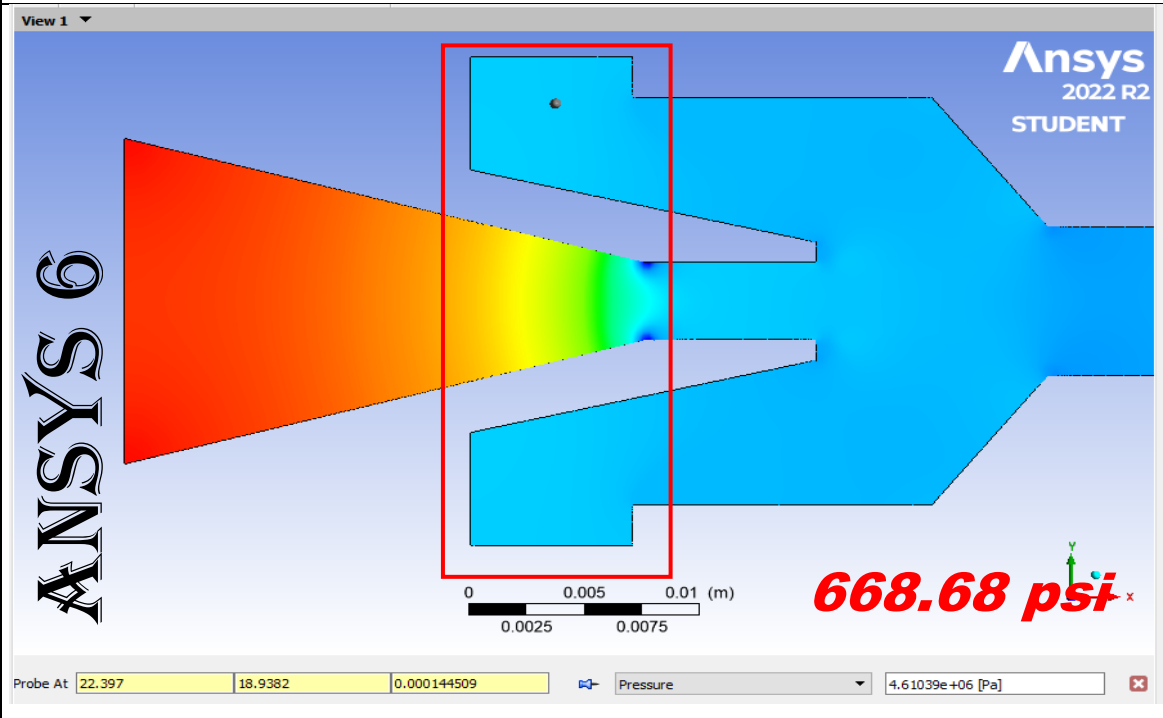 View 1
Ansys
2022 R2
STUDENT
ANSYS 6
0 0.005 0.01 (m)
0.0025 0.0075
Y
X
668.68 psi
Probe At 22.397 18.9382 0.000144509 Pressure 4.61039e+06 [Pa]